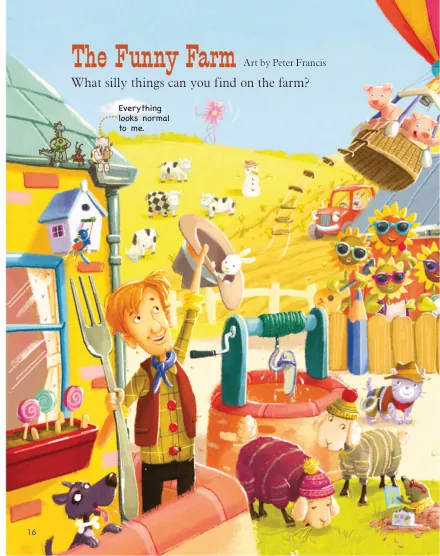 The Funny Farm Art by Peter Francis
What silly things can you find on the farm?
Everything
looks normal
to me.
16